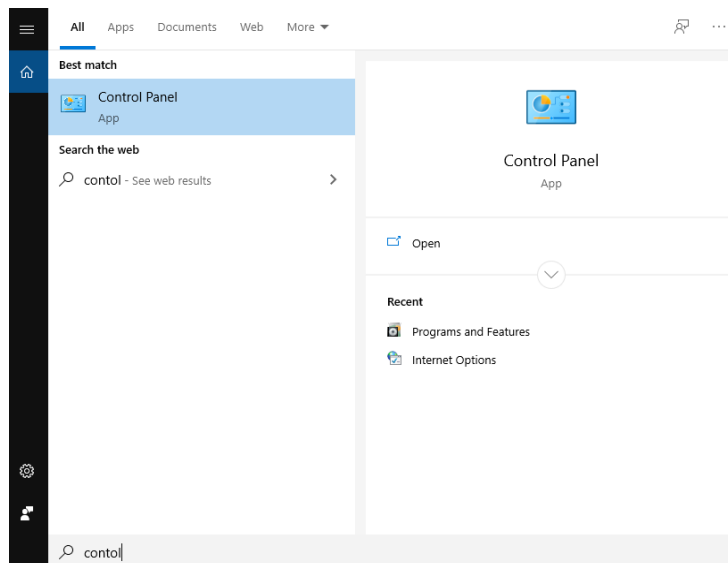 All Apps Documents Web More
Best match
Control Panel
App
Search the web
contol - See web results
Control Panel
App
Open
Recent
Programs and Features
Internet Options
contol